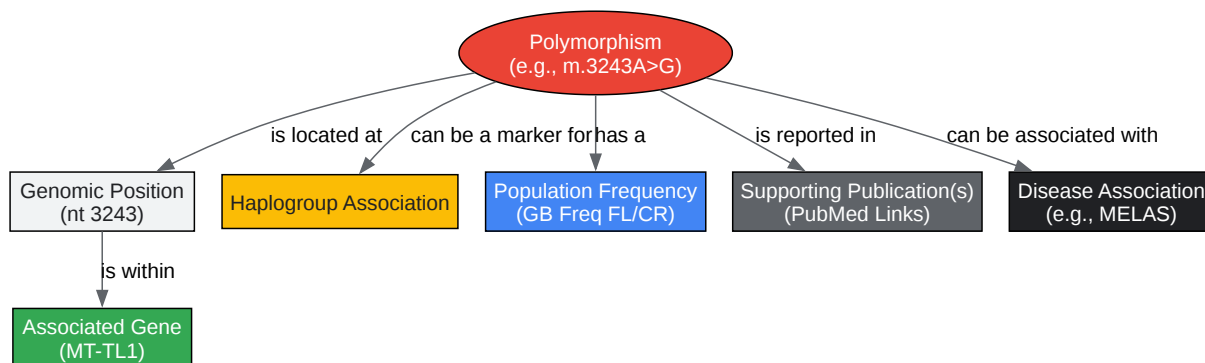 Polymorphism
(e.g., m.3243A>G)
is located at
can be a marker for
has a
is reported in
can be associated with
Genomic Position
(nt 3243)
Haplogroup Association
Population Frequency
(GB Freq FL/CR)
Supporting Publication(s)
(PubMed Links)
Disease Association
(e.g., MELAS)
is within
Associated Gene
(MT-TL1)